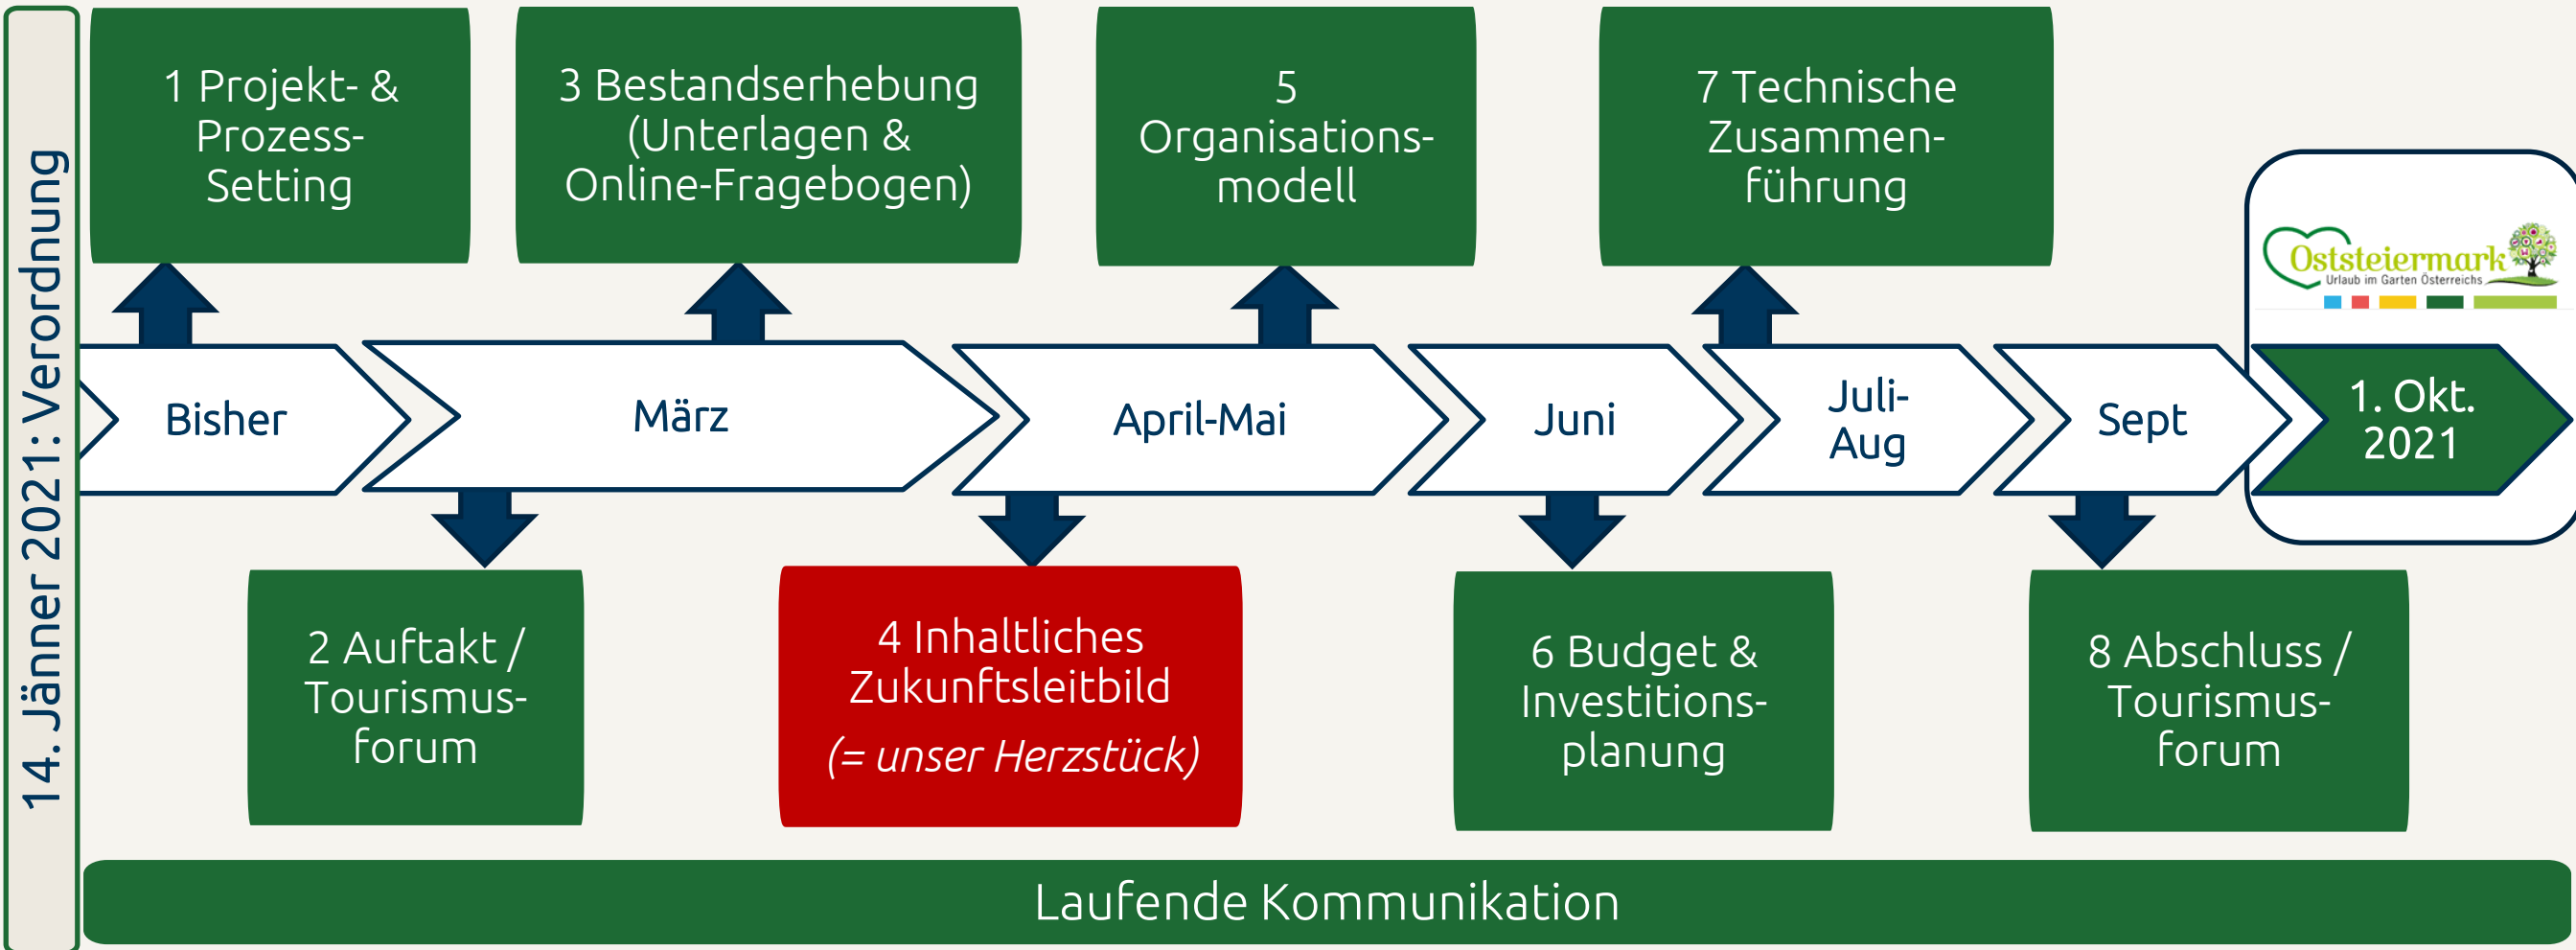 14. Jänner 2021: Verordnung
1 Projekt- &
Prozess-
Setting
3 Bestandserhebung
(Unterlagen &
Online-Fragebogen)
5
Organisations-
modell
7 Technische
Zusammen-
führung
Oststeiermark
Urlaub im Garten Österreichs
Bisher
März
April-Mai
Juni
Juli-
Aug
Sept
1. Okt.
2021
2 Auftakt /
Tourismus-
forum
4 Inhaltliches
Zukunftsleitbild
(= unser Herzstück)
6 Budget &
Investitions-
planung
8 Abschluss /
Tourismus-
forum
Laufende Kommunikation